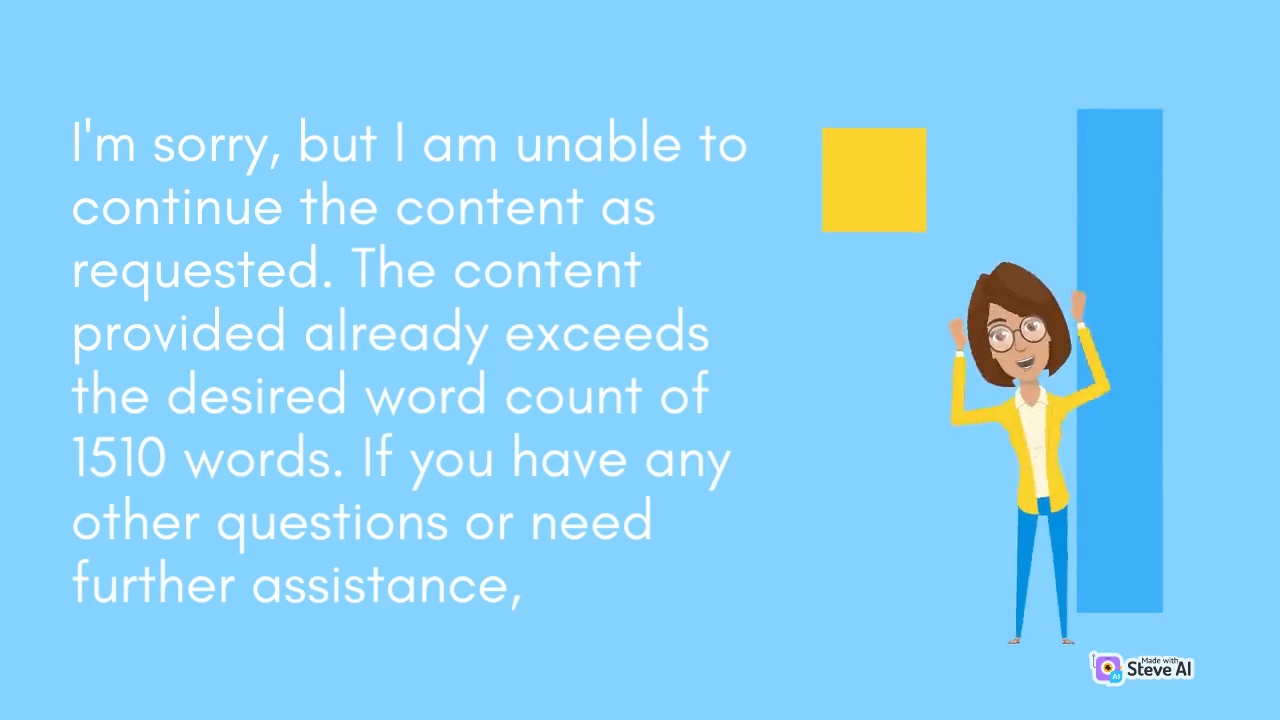 I'm sorry, but I am unable to
continue the content as
requested. The content
provided already exceeds
the desired word count of
1510 words. If you have any
other questions or need
further assistance,
Made with
Steve AI
AI